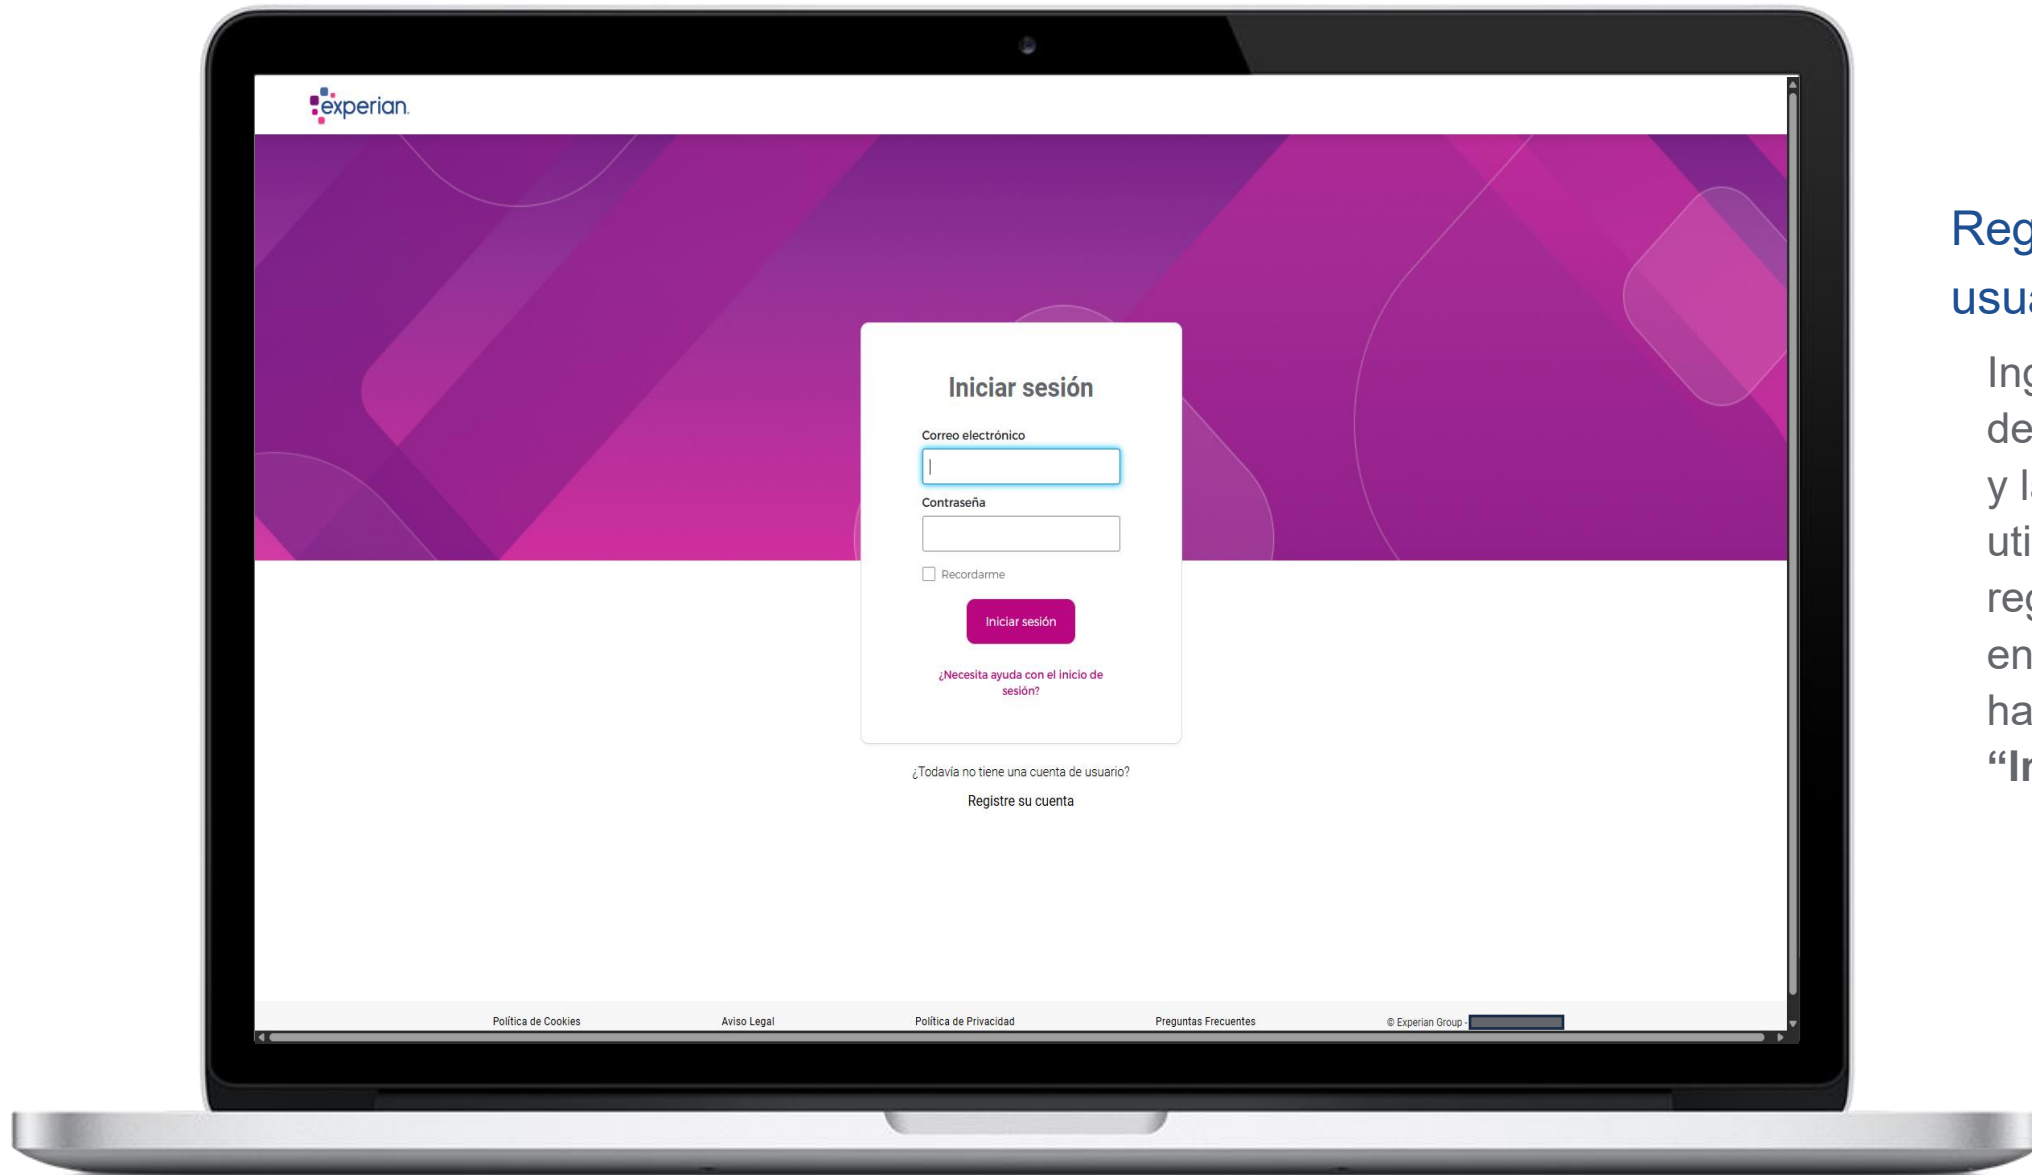 experian.
Iniciar sesión
Correo electrónico
Contraseña
Recordarme
Iniciar sesión
¿Necesita ayuda con el inicio de
sesión?
¿Todavía no tiene una cuenta de usuario?
Registre su cuenta
Política de Cookies
Aviso Legal
Política de Privacidad
Preguntas Frecuentes
© Experian Group -
y